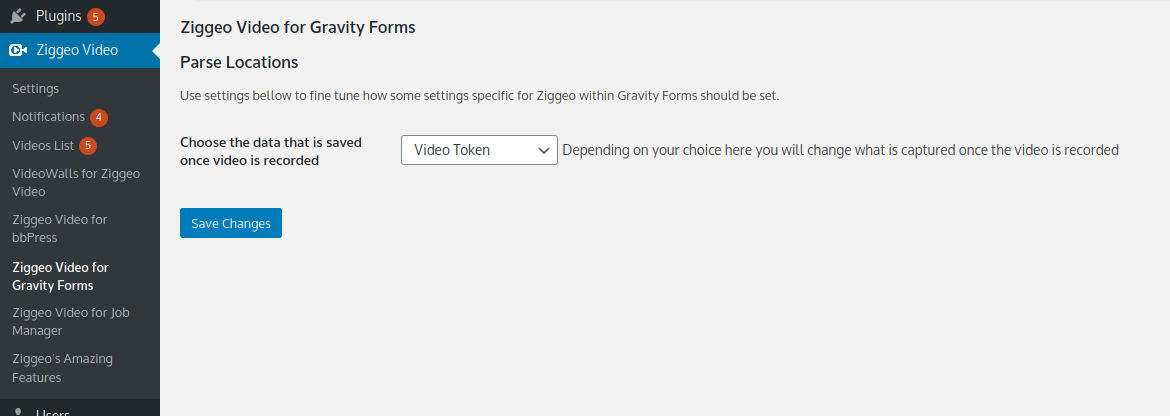 Plugins 5
Ziggeo Video
Settings
Notifications 4
Videos List 5
VideoWalls for Ziggeo
Video
Ziggeo Video for
bbPress
Ziggeo Video for
Gravity Forms
Ziggeo Video for Job
Manager
Ziggeo's Amazing
Features
Users
Ziggeo Video for Gravity Forms
Parse Locations
Use settings bellow to fine tune how some settings specific for Ziggeo within Gravity Forms should be set.
Choose the data that is saved
once video is recorded
Video Token
Depending on your choice here you will change what is captured once the video is recorded
Save Changes